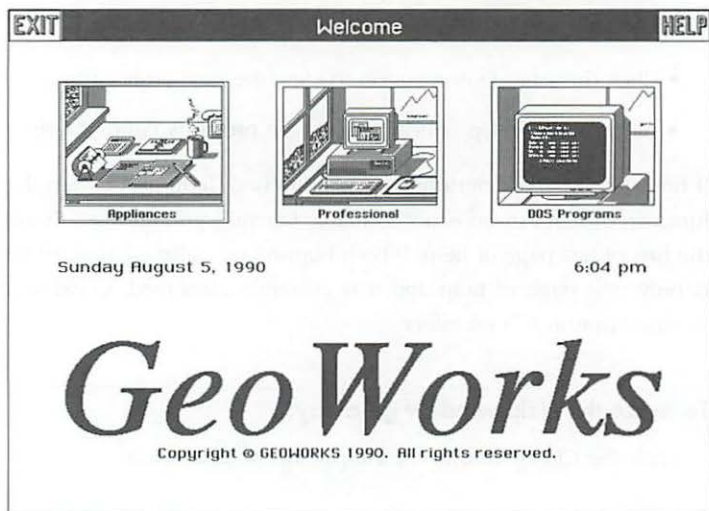 EXIT Welcome HELP
Appliances Professional DOS Programs
Sunday August 5, 1990 6:04 pm
GeoWorks
Copyright © GEOWORKS 1990. All rights reserved.